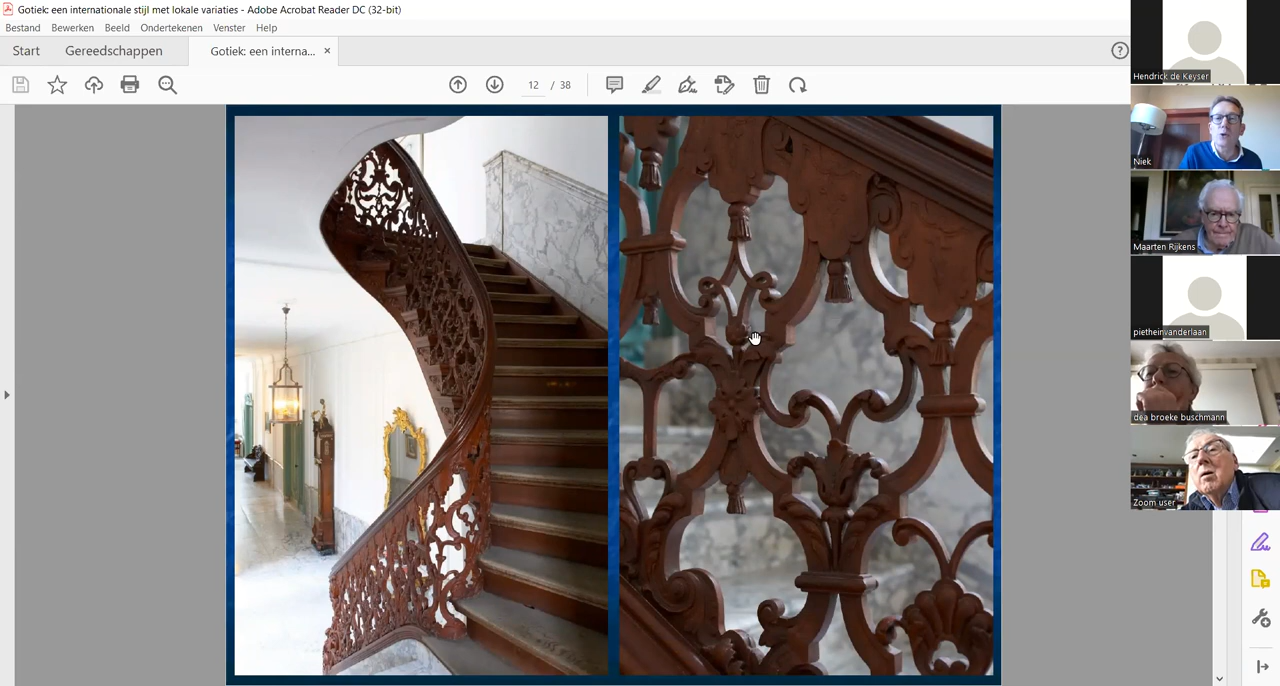 Gotiek: een internationale stijl met lokale variaties - Adobe Acrobat Reader DC (32-bit)
Bestand Bewerken Beeld Ondertekenen Venster Help
Start Gereedschappen Gotiek: een interna... ×
12 / 38
Hendrick de Keyser
Niek
Maarten Rijkens
pietheinvanderlaan
dea broeke buschmann
Zoom user